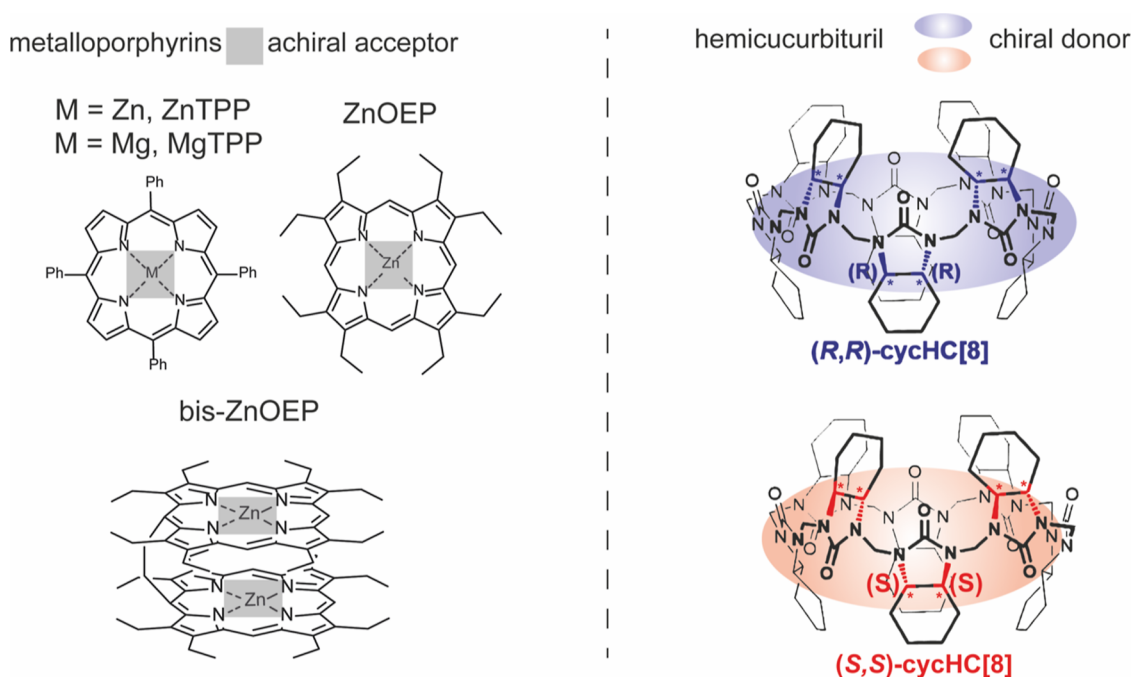 metalloporphyrins achiral acceptor
hemicucurbituril chiral donor
M = Zn, ZnTPP
M = Mg, MgTPP
ZnOEP
Ph
Ph
Ph
Ph
N
N
N
N
M
N
N
N
N
Zn
bis-ZnOEP
N
N
N
N
Zn
N
N
N
N
Zn
O
O
O
O
O
O
N
N
N
N
N
N
N
N
(R)
(R)
* *
* *
* *
(R,R)-cycHC[8]
O
O
O
O
O
O
N
N
N
N
N
N
N
N
(S)
(S)
* *
* *
* *
(S,S)-cycHC[8]